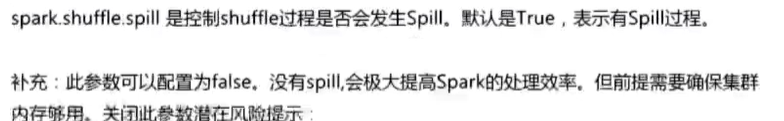 spark.shuffle.spill 是控制shuffle过程是否会发生Spill。默认是True，表示有Spill过程。
补充：此参数可以配置为false。没有spill,会极大提高Spark的处理效率。但前提需要确保集群
内存够用。关闭此参数潜在风险提示：